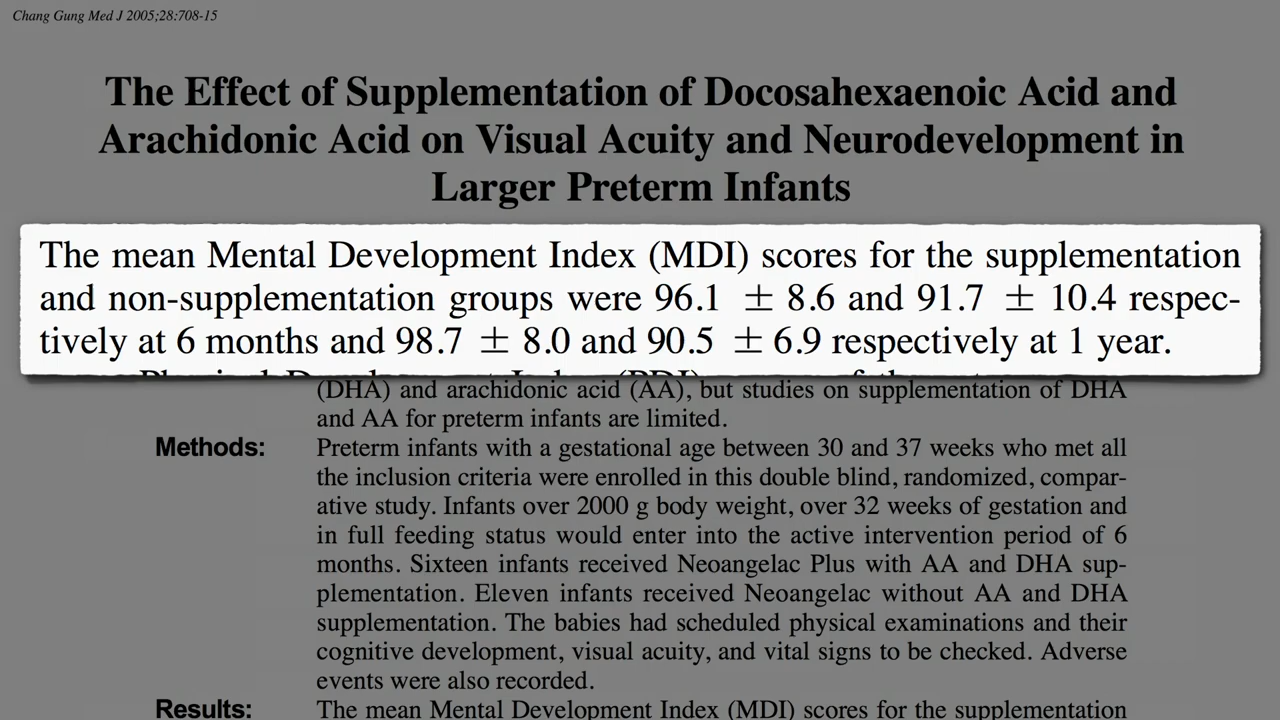 Chang Gung Med J 2005;28:708-15
The Effect of Supplementation of Docosahexaenoic Acid and
Arachidonic Acid on Visual Acuity and Neurodevelopment in
Larger Preterm Infants
The mean Mental Development Index (MDI) scores for the supplementation
and non-supplementation groups were 96.1 ± 8.6 and 91.7 ± 10.4 respec-
tively at 6 months and 98.7 ± 8.0 and 90.5 ± 6.9 respectively at 1 year.
(DHA) and arachidonic acid (AA), but studies on supplementation of DHA
and AA for preterm infants are limited.
Methods: Preterm infants with a gestational age between 30 and 37 weeks who met all
the inclusion criteria were enrolled in this double blind, randomized, compar-
ative study. Infants over 2000 g body weight, over 32 weeks of gestation and
in full feeding status would enter into the active intervention period of 6
months. Sixteen infants received Neoangelac Plus with AA and DHA sup-
plementation. Eleven infants received Neoangelac without AA and DHA
supplementation. The babies had scheduled physical examinations and their
cognitive development, visual acuity, and vital signs to be checked. Adverse
events were also recorded.
Results: The mean Mental Development Index (MDI) scores for the supplementation